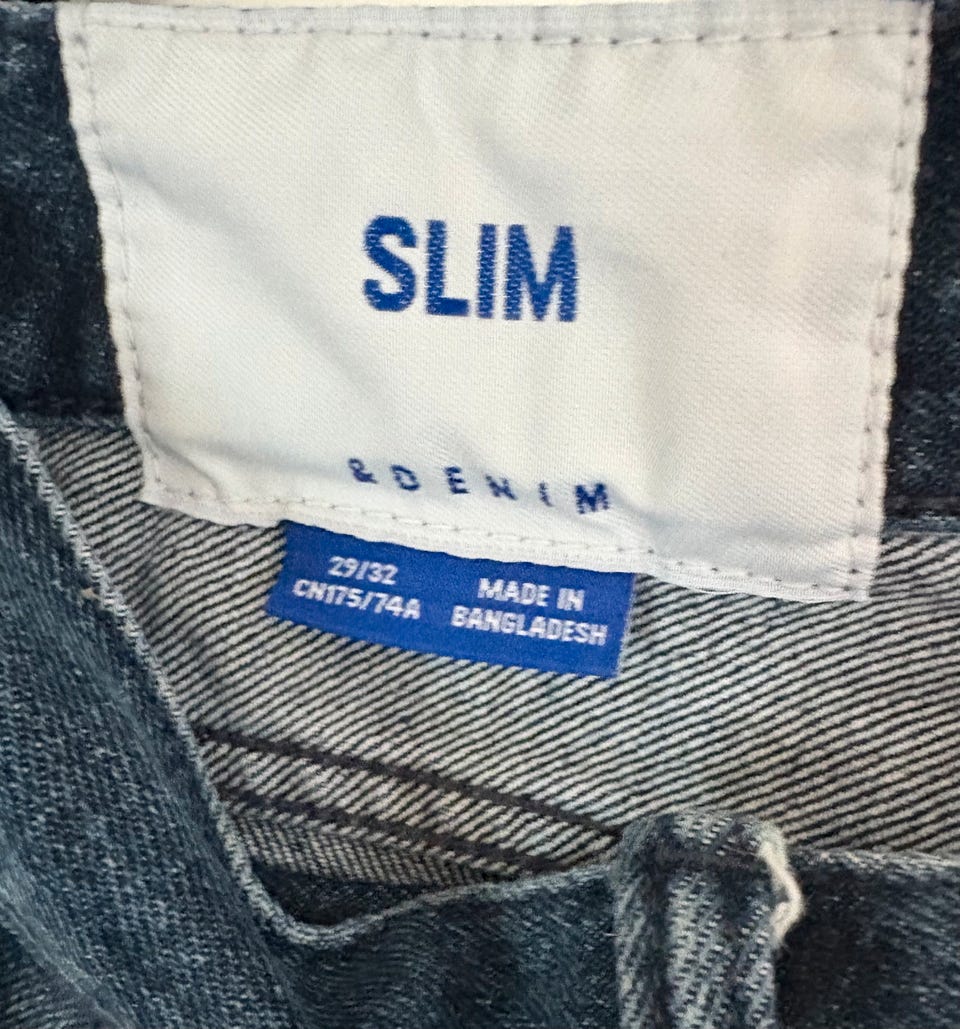 SLIM
&DENIM
29/32
CN175/74A
MADE IN
BANGLADESH